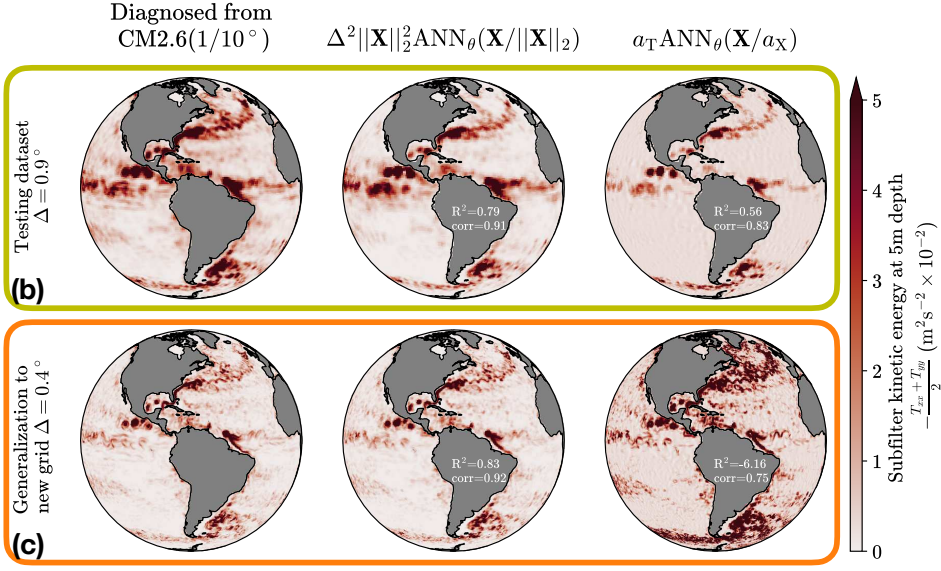 Diagnosed from
CM2.6(1/10°)
Δ²||X||₂²ANN_θ(X/||X||₂)
a_T ANN_θ(X/a_X)
Testing dataset
Δ = 0.9°
(b)
R²=0.79
corr=0.91
R²=0.56
corr=0.83
Generalization to
new grid Δ = 0.4°
(c)
R²=0.83
corr=0.92
R²=-6.16
corr=0.75
5
4
3
2
1
0
Subfilter kinetic energy at 5m depth
−(T_xx + T_yy)/2 (m²s⁻² × 10⁻²)